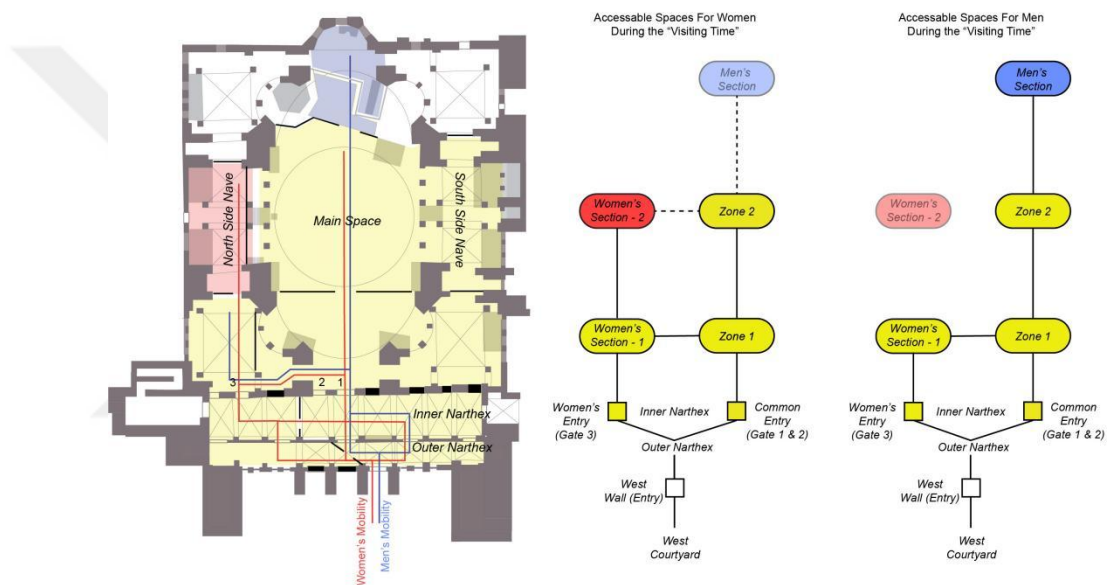 North Side Nave
Main Space
South Side Nave
3
2
1
Inner Narthex
Outer Narthex
Women's Mobility
Men's Mobility
Accessable Spaces For Women
During the "Visiting Time"
Men's
Section
Women's
Section - 2
Zone 2
Women's
Section - 1
Zone 1
Women's
Entry
(Gate 3)
Inner Narthex
Common
Entry
(Gate 1 & 2)
Outer Narthex
West
Wall (Entry)
West
Courtyard
Accessable Spaces For Men
During the "Visiting Time"
Men's
Section
Women's
Section - 2
Zone 2
Women's
Section - 1
Zone 1
Women's
Entry
(Gate 3)
Inner Narthex
Common
Entry
(Gate 1 & 2)
Outer Narthex
West
Wall (Entry)
West
Courtyard